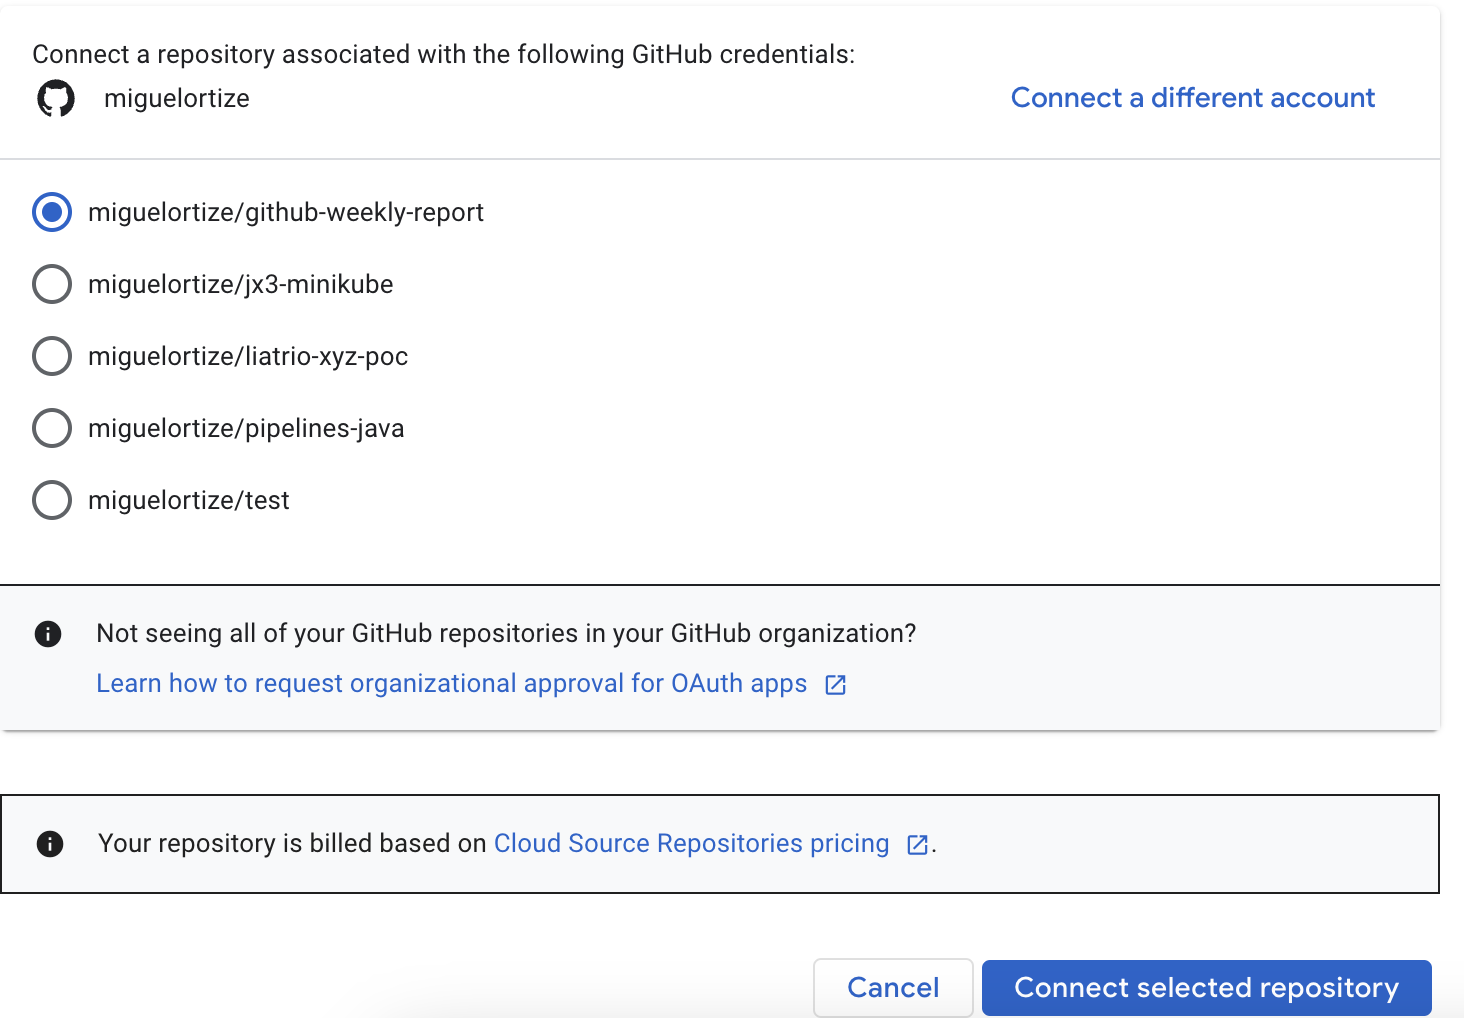 Connect a repository associated with the following GitHub credentials:
miguelortize
Connect a different account
miguelortize/github-weekly-report
miguelortize/jx3-minikube
miguelortize/liatrio-xyz-poc
miguelortize/pipelines-java
miguelortize/test
Not seeing all of your GitHub repositories in your GitHub organization?
Learn how to request organizational approval for OAuth apps
Your repository is billed based on Cloud Source Repositories pricing .
Cancel
Connect selected repository